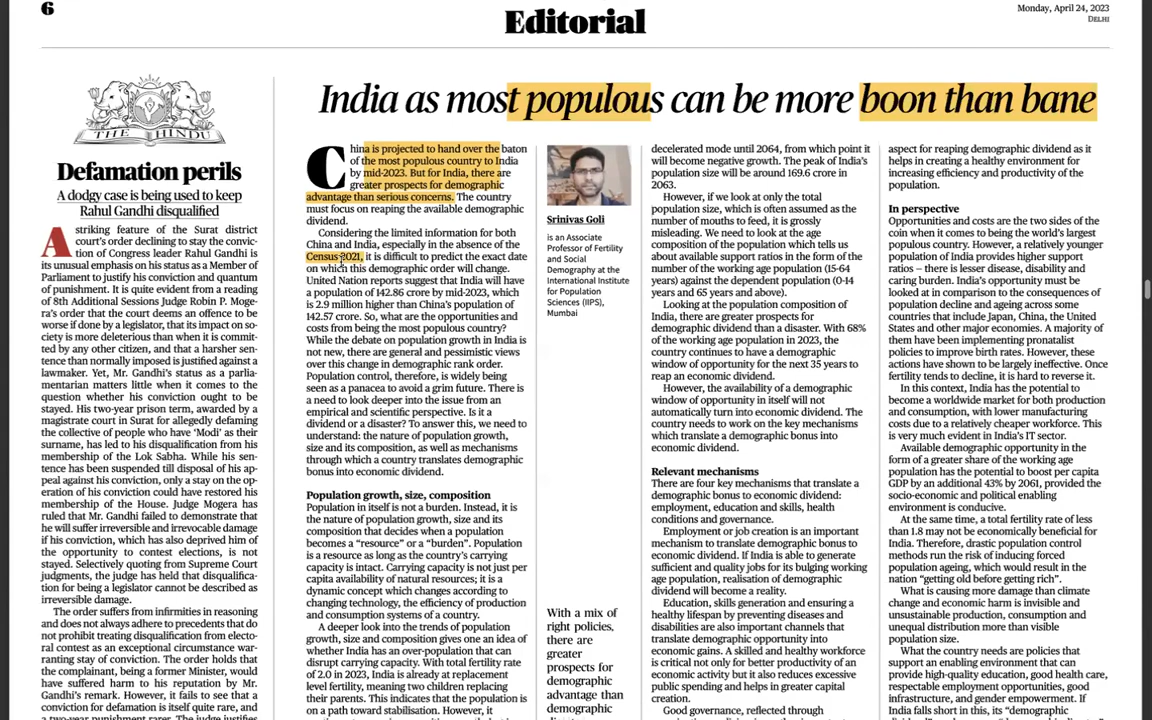 6
Editorial
Monday, April 24, 2023
DELHI
THE HINDU
Defamation perils
A dodgy case is being used to keep
Rahul Gandhi disqualified
A striking feature of the Surat district
court's order declining to stay the convic-
tion of Congress leader Rahul Gandhi is
its unusual emphasis on his status as a Member of
Parliament to justify his conviction and quantum
of punishment. It is quite evident from a reading
of 8th Additional Sessions Judge Robin P. Moge-
ra's order that the court deems an offence to be
worse if done by a legislator, that its impact on so-
ciety is more deleterious than when it is commit-
ted by any other citizen, and that a harsher sen-
tence than normally imposed is justified against a
lawmaker. Yet, Mr. Gandhi's status as a parlia-
mentarian matters little when it comes to the
question whether his conviction ought to be
stayed. His two-year prison term, awarded by a
magistrate court in Surat for allegedly defaming
the collective of people who have 'Modi' as their
surname, has led to his disqualification from his
membership of the Lok Sabha. While his sen-
tence has been suspended till disposal of his ap-
peal against his conviction, only a stay on the op-
eration of his conviction could have restored his
membership of the House. Judge Mogera has
ruled that Mr. Gandhi failed to demonstrate that
he will suffer irreversible and irrevocable damage
if his conviction, which has also deprived him of
the opportunity to contest elections, is not
stayed. Selectively quoting from Supreme Court
judgments, the judge has held that disqualifica-
tion for being a legislator cannot be described as
irreversible damage.
The order suffers from infirmities in reasoning
and does not always adhere to precedents that do
not prohibit treating disqualification from electo-
ral contest as an exceptional circumstance war-
ranting stay of conviction. The order holds that
the complainant, being a former Minister, would
have suffered harm to his reputation by Mr.
Gandhi's remark. However, it fails to see that a
conviction for defamation is itself quite rare, and
a two-year punishment rarer. The judge justifies
India as most populous can be more boon than bane
China is projected to hand over the baton
of the most populous country to India
by mid-2023. But for India, there are
greater prospects for demographic
advantage than serious concerns. The country
must focus on reaping the available demographic
dividend.
Considering the limited information for both
China and India, especially in the absence of the
Census 2021, it is difficult to predict the exact date
on which this demographic order will change.
United Nations reports suggest that India will have
a population of 142.86 crore by mid-2023, which
is 2.9 million higher than China's population of
142.57 crore. So, what are the opportunities and
costs from being the most populous country?
While the debate on population growth in India is
not new, there are general and pessimistic views
over this change in demographic rank order.
Population control, therefore, is widely being
seen as a panacea to avoid a grim future. There is
a need to look deeper into the issue from an
empirical and scientific perspective. Is it a
dividend or a disaster? To answer this, we need to
understand: the nature of population growth,
size and its composition, as well as mechanisms
through which a country translates demographic
bonus into economic dividend.
Population growth, size, composition
Population in itself is not a burden. Instead, it is
the nature of population growth, size and its
composition that decides when a population
becomes a "resource" or a "burden". Population
is a resource as long as the country's carrying
capacity is intact. Carrying capacity is not just per
capita availability of natural resources; it is a
dynamic concept which changes according to
changing technology, the efficiency of production
and consumption systems of a country.
A deeper look into the trends of population
growth, size and composition gives one an idea of
whether India has an over-population that can
disrupt carrying capacity. With total fertility rate
of 2.0 in 2023, India is already at replacement
level fertility, meaning two children replacing
their parents. This indicates that the population is
on a path toward stabilisation. However, it
Srinivas Goli
is an Associate
Professor of Fertility
and Social
Demography at the
International Institute
for Population
Sciences (IIPS),
Mumbai
With a mix of
right policies,
there are
greater
prospects for
demographic
advantage than
demographic
decelerated mode until 2064, from which point it
will become negative growth. The peak of India's
population size will be around 169.6 crore in
2063.
However, if we look at only the total
population size, which is often assumed as the
number of mouths to feed, it is grossly
misleading. We need to look at the age
composition of the population which tells us
about available support ratios in the form of the
number of the working age population (15-64
years) against the dependent population (0-14
years and 65 years and above).
Looking at the population composition of
India, there are greater prospects for
demographic dividend than a disaster. With 68%
of the working age population in 2023, the
country continues to have a demographic
window of opportunity for the next 35 years to
reap an economic dividend.
However, the availability of a demographic
window of opportunity in itself will not
automatically turn into economic dividend. The
country needs to work on the key mechanisms
which translate a demographic bonus into
economic dividend.
Relevant mechanisms
There are four key mechanisms that translate a
demographic bonus to economic dividend:
employment, education and skills, health
conditions and governance.
Employment or job creation is an important
mechanism to translate demographic bonus to
economic dividend. If India is able to generate
sufficient and quality jobs for its bulging working
age population, realisation of demographic
dividend will become a reality.
Education, skills generation and ensuring a
healthy lifespan by preventing diseases and
disabilities are also important channels that
translate demographic opportunity into
economic gains. A skilled and healthy workforce
is critical not only for better productivity of an
economic activity but it also reduces excessive
public spending and helps in greater capital
creation.
Good governance, reflected through
aspect for reaping demographic dividend as it
helps in creating a healthy environment for
increasing efficiency and productivity of the
population.
In perspective
Opportunities and costs are the two sides of the
coin when it comes to being the world's largest
populous country. However, a relatively younger
population of India provides higher support
ratios – there is lesser disease, disability and
caring burden. India's opportunity must be
looked at in comparison to the consequences of
population decline and ageing across some
countries that include Japan, China, the United
States and other major economies. A majority of
them have been implementing pronatalist
policies to improve birth rates. However, these
actions have shown to be largely ineffective. Once
fertility tends to decline, it is hard to reverse it.
In this context, India has the potential to
become a worldwide market for both production
and consumption, with lower manufacturing
costs due to a relatively cheaper workforce. This
is very much evident in India's IT sector.
Available demographic opportunity in the
form of a greater share of the working age
population has the potential to boost per capita
GDP by an additional 43% by 2061, provided the
socio-economic and political enabling
environment is conducive.
At the same time, a total fertility rate of less
than 1.8 may not be economically beneficial for
India. Therefore, drastic population control
methods run the risk of inducing forced
population ageing, which would result in the
nation "getting old before getting rich".
What is causing more damage than climate
change and economic harm is invisible and
unsustainable production, consumption and
unequal distribution more than visible
population size.
What the country needs are policies that
support an enabling environment that can
provide high-quality education, good health care,
respectable employment opportunities, good
infrastructure, and gender empowerment. If
India falls short in this, its "demographic